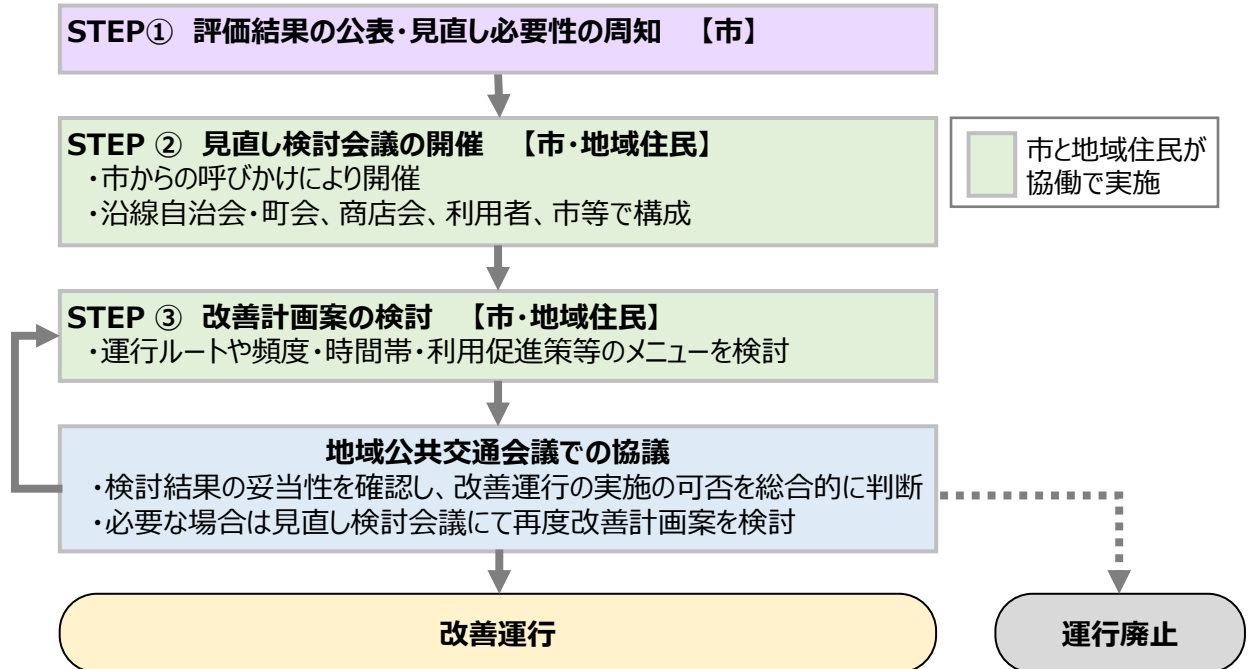 STEP① 評価結果の公表・見直し必要性の周知 【市】
STEP ② 見直し検討会議の開催 【市・地域住民】
・市からの呼びかけにより開催
・沿線自治会・町会、商店会、利用者、市等で構成
市と地域住民が
協働で実施
STEP ③ 改善計画案の検討 【市・地域住民】
・運行ルートや頻度・時間帯・利用促進策等のメニューを検討
地域公共交通会議での協議
・検討結果の妥当性を確認し、改善運行の実施の可否を総合的に判断
・必要な場合は見直し検討会議にて再度改善計画案を検討
改善運行
運行廃止